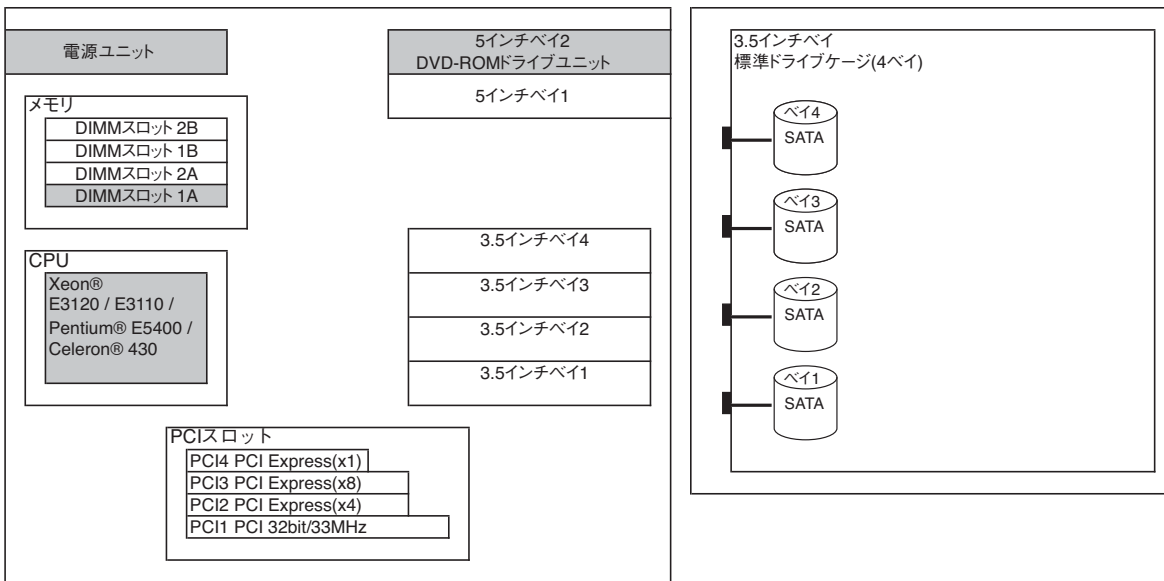 電源ユニット
5インチベイ2
DVD-ROMドライブユニット
5インチベイ1
メモリ
DIMMスロット 2B
DIMMスロット 1B
DIMMスロット 2A
DIMMスロット 1A
CPU
Xeon®
E3120 / E3110 /
Pentium® E5400 /
Celeron® 430
3.5インチベイ4
3.5インチベイ3
3.5インチベイ2
3.5インチベイ1
PCIスロット
PCI4 PCI Express(x1)
PCI3 PCI Express(x8)
PCI2 PCI Express(x4)
PCI1 PCI 32bit/33MHz
3.5インチベイ
標準ドライブケージ(4ベイ)
ベイ4
SATA
ベイ3
SATA
ベイ2
SATA
ベイ1
SATA